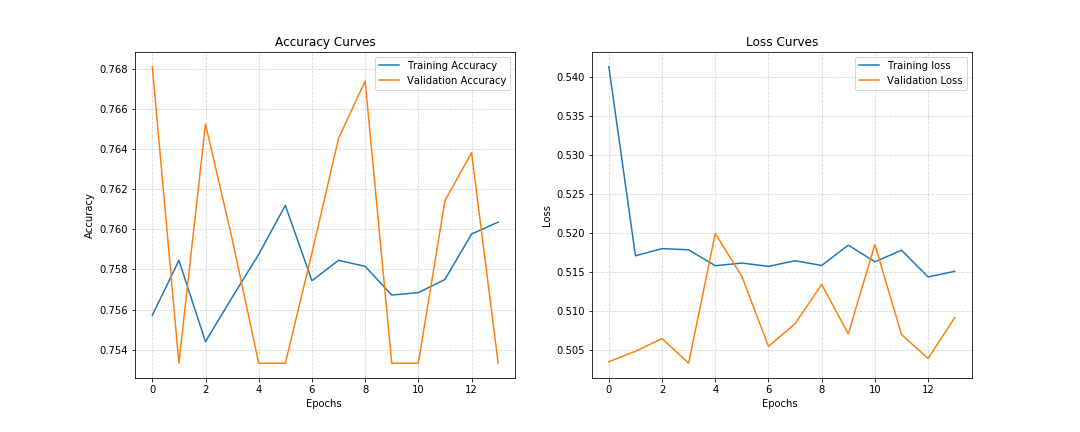 Accuracy Curves
Training Accuracy
Validation Accuracy
0.768
0.766
0.764
0.762
0.760
0.758
0.756
0.754
Accuracy
0 2 4 6 8 10 12
Epochs
Loss Curves
Training loss
Validation Loss
0.540
0.535
0.530
0.525
0.520
0.515
0.510
0.505
Loss
0 2 4 6 8 10 12
Epochs